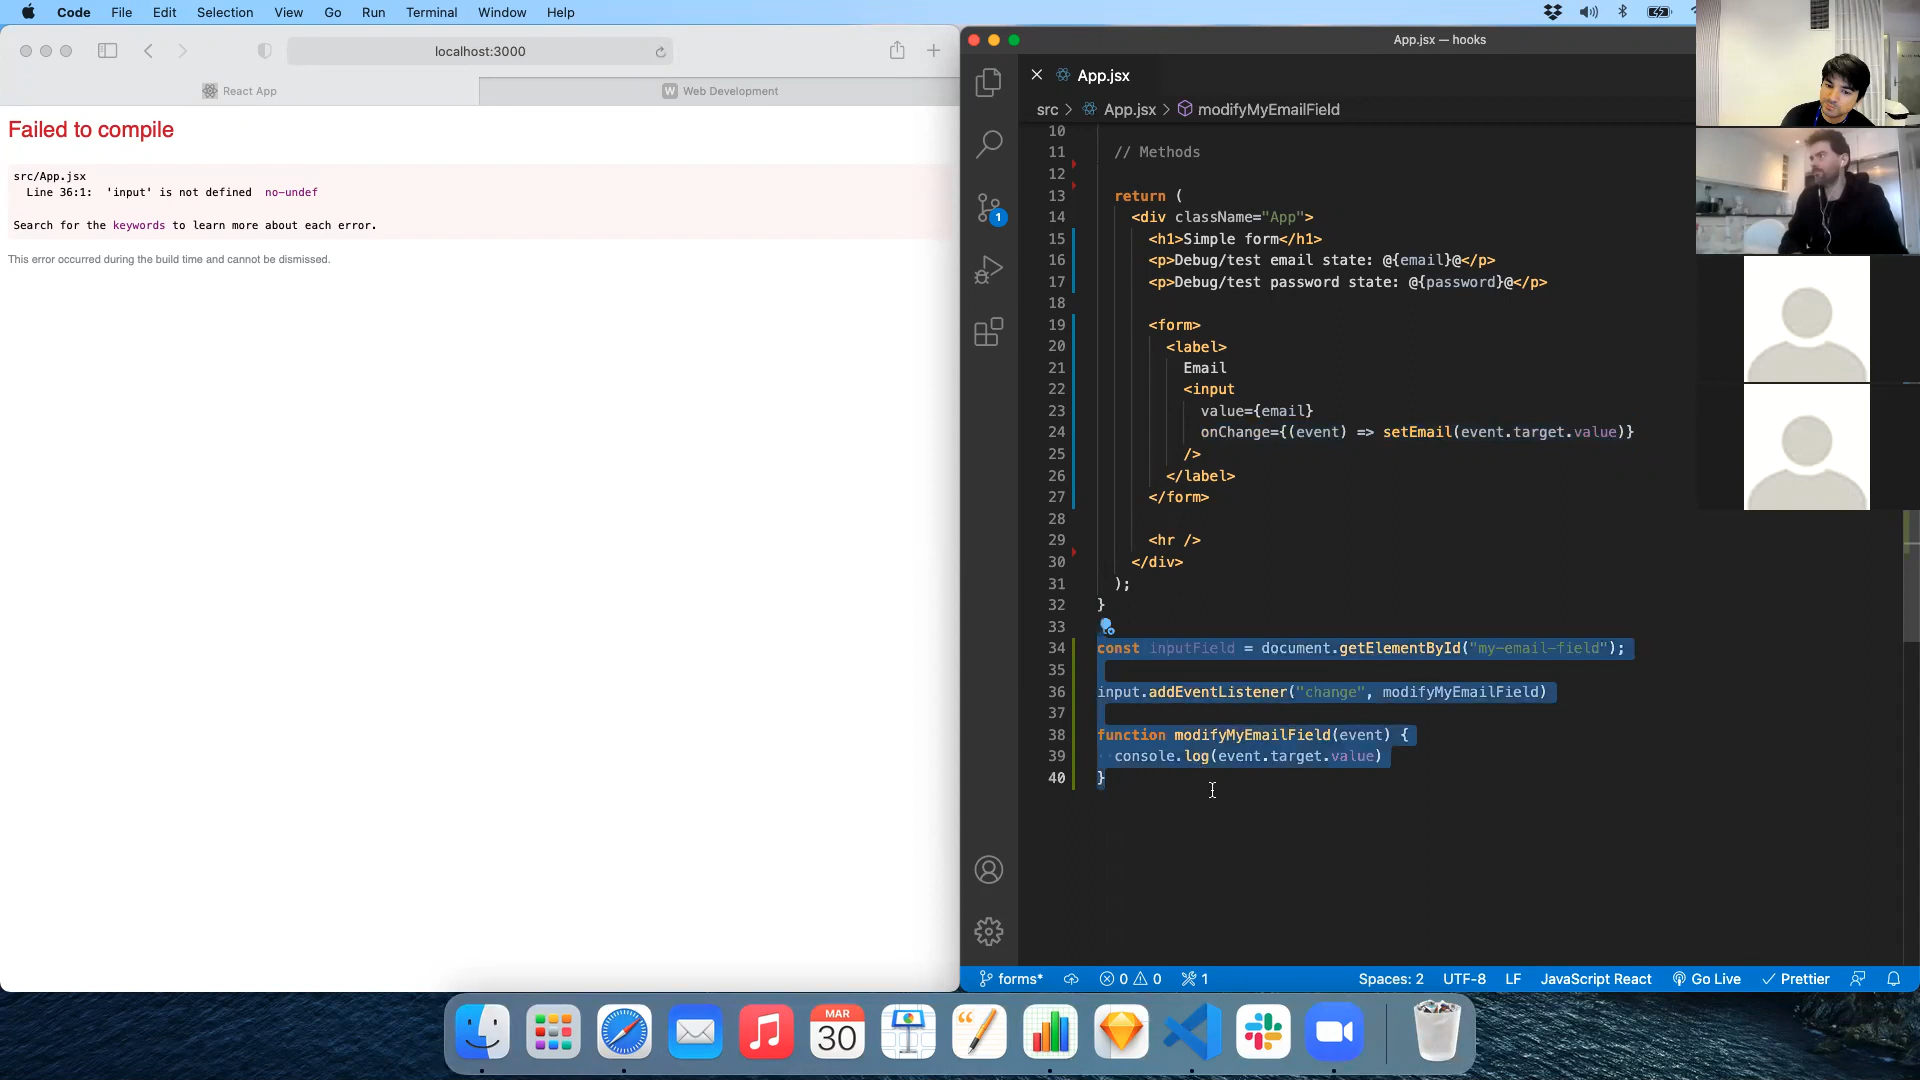 Code File Edit Selection View Go Run Terminal Window Help
localhost:3000
React App
W Web Development
Failed to compile
src/App.jsx
Line 36:1: 'input' is not defined no-undef
Search for the keywords to learn more about each error.
This error occurred during the build time and cannot be dismissed.
App.jsx — hooks
App.jsx
src > App.jsx > modifyMyEmailField
10
11 // Methods
12
13 return (
14 <div className="App">
15 <h1>Simple form</h1>
16 <p>Debug/test email state: @{email}@</p>
17 <p>Debug/test password state: @{password}@</p>
18
19 <form>
20 <label>
21 Email
22 <input
23 value={email}
24 onChange={(event) => setEmail(event.target.value)}
25 />
26 </label>
27 </form>
28
29 <hr />
30 </div>
31 );
32 }
33
34 const inputField = document.getElementById("my-email-field");
35
36 input.addEventListener("change", modifyMyEmailField)
37
38 function modifyMyEmailField(event) {
39 console.log(event.target.value)
40 }
1
forms* 0 0 1 Spaces: 2 UTF-8 LF JavaScript React Go Live Prettier
MAR
30